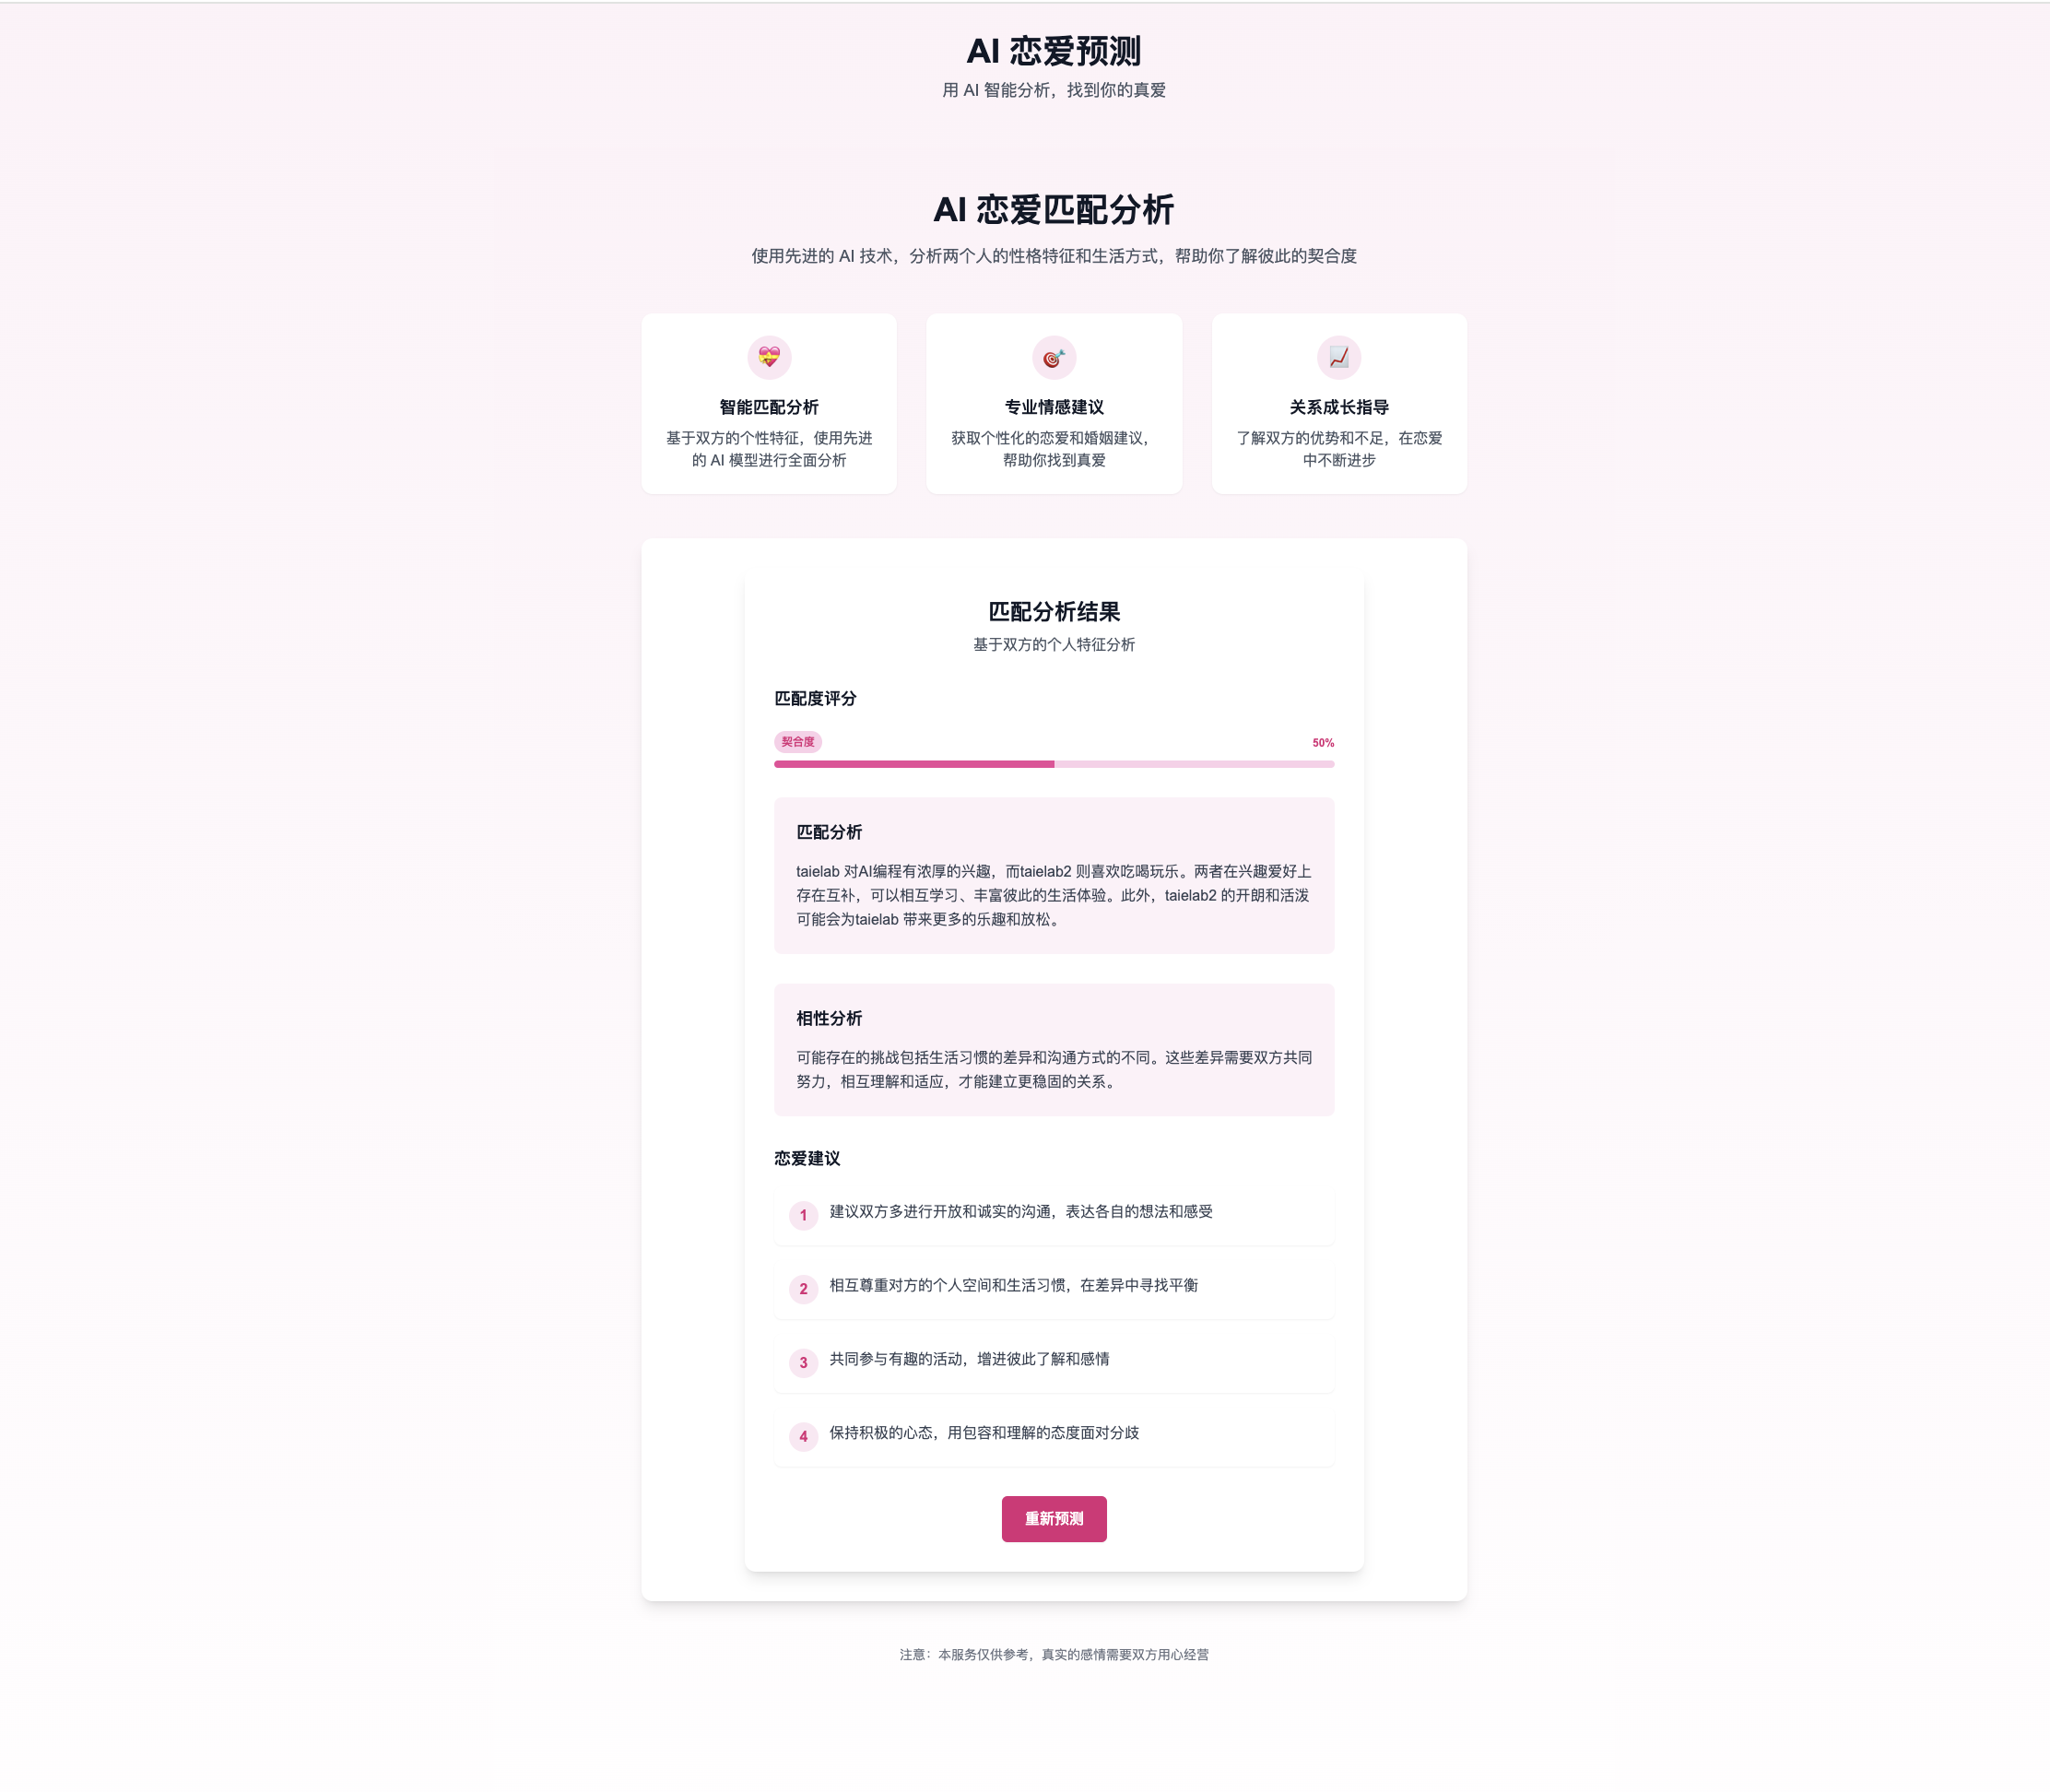 AI 恋爱预测
用 AI 智能分析，找到你的真爱
AI 恋爱匹配分析
使用先进的 AI 技术，分析两个人的性格特征和生活方式，帮助你了解彼此的契合度
智能匹配分析
基于双方的个性特征，使用先进
的 AI 模型进行全面分析
专业情感建议
获取个性化的恋爱和婚姻建议，
帮助你找到真爱
关系成长指导
了解双方的优势和不足，在恋爱
中不断进步
匹配分析结果
基于双方的个人特征分析
匹配度评分
契合度
50%
匹配分析
taielab 对AI编程有浓厚的兴趣，而taielab2 则喜欢吃喝玩乐。两者在兴趣爱好上
存在互补，可以相互学习、丰富彼此的生活体验。此外，taielab2 的开朗和活泼
可能会为taielab 带来更多的乐趣和放松。
相性分析
可能存在的挑战包括生活习惯的差异和沟通方式的不同。这些差异需要双方共同
努力，相互理解和适应，才能建立更稳固的关系。
恋爱建议
1 建议双方多进行开放和诚实的沟通，表达各自的想法和感受
2 相互尊重对方的个人空间和生活习惯，在差异中寻找平衡
3 共同参与有趣的活动，增进彼此了解和感情
4 保持积极的心态，用包容和理解的态度面对分歧
重新预测
注意：本服务仅供参考，真实的感情需要双方用心经营